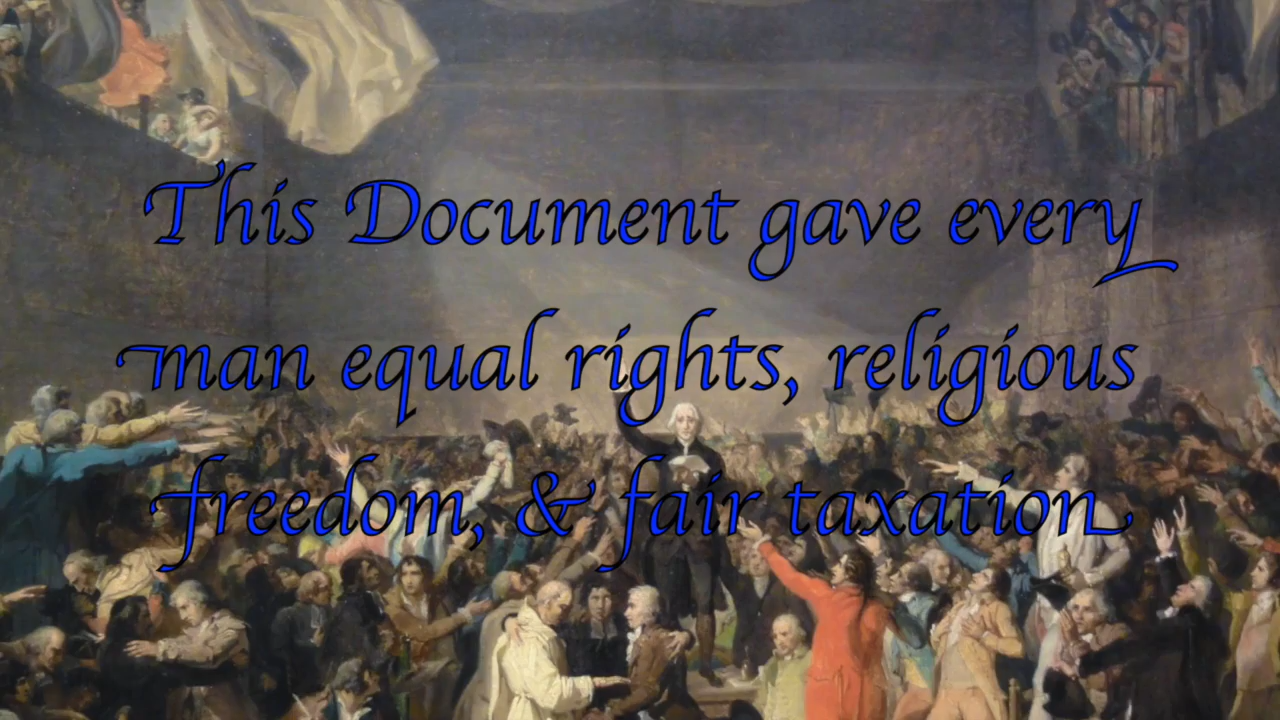 This Document gave every
man equal rights, religious
freedom, & fair taxation